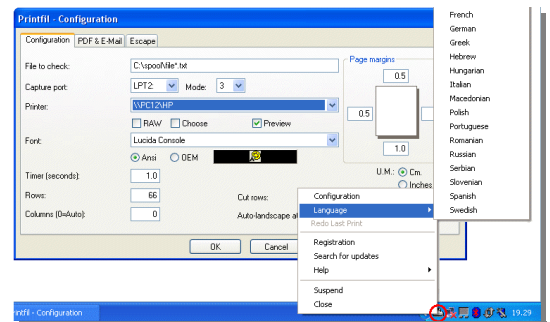 Printfil - Configuration
Configuration PDF & E-Mail Escape
File to check: C:\spool\file*.txt
Capture port: LPT2: Mode: 3
Printer: \\PC12\HP
RAW Choose Preview
Font: Lucida Console
Ansi OEM
Timer (seconds): 1.0
Rows: 66 Cut rows:
Columns (0=Auto): 0 Auto-landscape a
OK Cancel
Page margins
0.5
0.5
1.0
U.M.: Cm.
Inches
Configuration
Language
Redo Last Print
Registration
Search for updates
Help
Suspend
Close
French
German
Greek
Hebrew
Hungarian
Italian
Macedonian
Polish
Portuguese
Romanian
Russian
Serbian
Slovenian
Spanish
Swedish
rintfil - Configuration
19.29